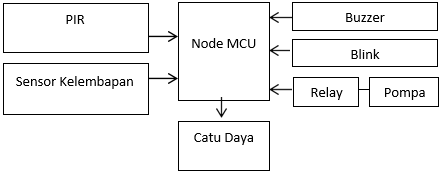 PIR
Sensor Kelembapan
Node MCU
Catu Daya
Buzzer
Blink
Relay
Pompa